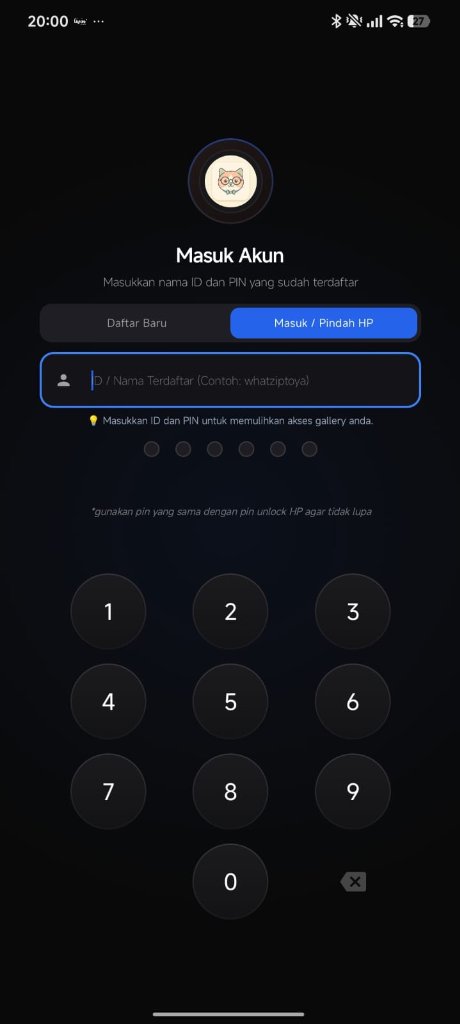 20:00 ...
27
Masuk Akun
Masukkan nama ID dan PIN yang sudah terdaftar
Daftar Baru Masuk / Pindah HP
ID / Nama Terdaftar (Contoh: whatziptoya)
💡 Masukkan ID dan PIN untuk memulihkan akses gallery anda.
*gunakan pin yang sama dengan pin unlock HP agar tidak lupa
1 2 3
4 5 6
7 8 9
0